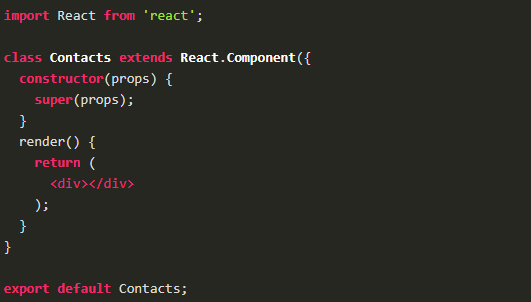 import React from 'react';
class Contacts extends React.Component({
constructor(props) {
super(props);
}
render() {
return (
<div></div>
);
}
}
export default Contacts;